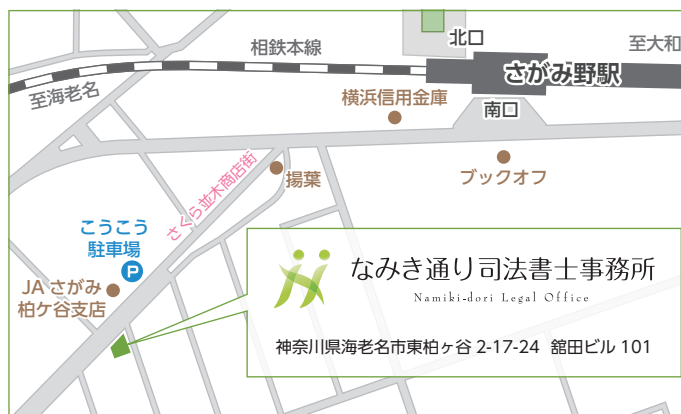 北口
相鉄本線
至大和
さがみ野駅
至海老名
横浜信用金庫
南口
さくら並木商店街
揚葉
ブックオフ
こうこう
駐車場
P
JA さがみ
柏ケ谷支店
なみき通り司法書士事務所
Namiki-dori Legal Office
神奈川県海老名市東柏ヶ谷 2-17-24 舘田ビル 101